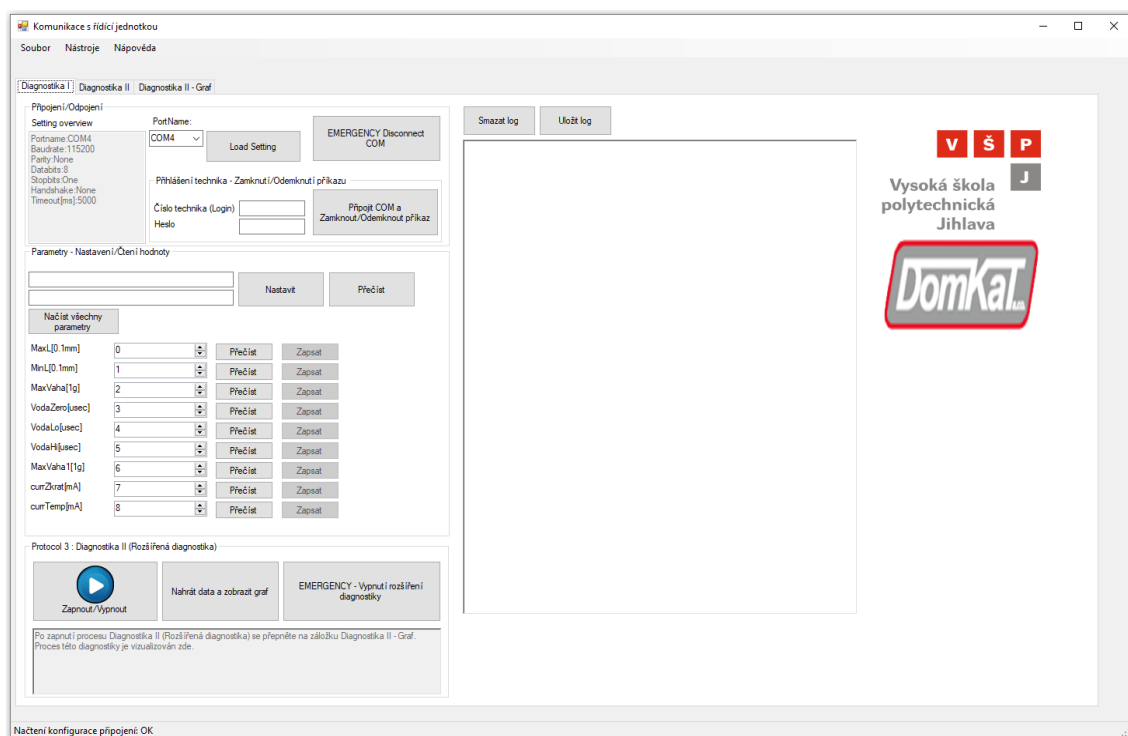 Komunikace s řídící jednotkou
Soubor Nástroje Nápověda
Diagnostika I Diagnostika II Diagnostika II - Graf
Připojení/Odpojení
Setting overview
Portname:COM4
Baudrate:115200
Parity:None
Databits:8
Stopbits:One
Handshake:None
Timeout[ms]:5000
PortName:
COM4
Load Setting
EMERGENCY Disconnect
COM
Přihlášení technika - Zamknutí/Odemknutí příkazu
Číslo technika (Login)
Heslo
Připojit COM a
Zamknout/Odemknout příkaz
Parametry - Nastavení/Čtení hodnoty
Nastavit
Přečíst
Načíst všechny
parametry
MaxL[0.1mm] 0 Přečíst Zapsat
MinL[0.1mm] 1 Přečíst Zapsat
MaxVaha[1g] 2 Přečíst Zapsat
VodaZero[usec] 3 Přečíst Zapsat
VodaLo[usec] 4 Přečíst Zapsat
VodaHi[usec] 5 Přečíst Zapsat
MaxVaha1[1g] 6 Přečíst Zapsat
currZkrat[mA] 7 Přečíst Zapsat
currTemp[mA] 8 Přečíst Zapsat
Protocol 3 : Diagnostika II (Rozšířená diagnostika)
Zapnout/Vypnout
Nahrát data a zobrazit graf
EMERGENCY - Vypnutí rozšíření
diagnostiky
Po zapnutí procesu Diagnostika II (Rozšířená diagnostika) se přepněte na záložku Diagnostika II - Graf.
Proces této diagnostiky je vizualizován zde.
Smazat log
Uložit log
V Š P
J
Vysoká škola
polytechnická
Jihlava
DomKaT s.r.o.
Načtení konfigurace připojení: OK